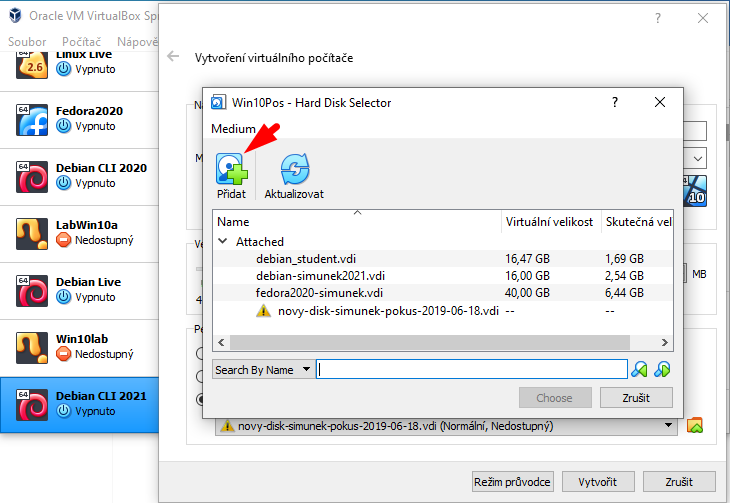 Oracle VM VirtualBox Sp
Soubor Počítač Nápově
Linux Live
64
2.6
Vypnuto
64
Fedora2020
Vypnuto
64
Debian CLI 2020
Vypnuto
LabWin10a
Nedostupný
64
Debian Live
Vypnuto
Win10lab
Nedostupný
64
Debian CLI 2021
Vypnuto
?
Vytvoření virtuálního počítače
Na
M
10
Ve
4
MB
Pe
Win10Pos - Hard Disk Selector
?
Medium
Přidat
Aktualizovat
Name Virtuální velikost Skutečná vel
Attached
debian_student.vdi 16,47 GB 1,69 GB
debian-simunek2021.vdi 16,00 GB 2,54 GB
fedora2020-simunek.vdi 40,00 GB 6,44 GB
novy-disk-simunek-pokus-2019-06-18.vdi -- --
Search By Name
Choose Zrušit
novy-disk-simunek-pokus-2019-06-18.vdi (Normální, Nedostupný)
Režim průvodce Vytvořit Zrušit